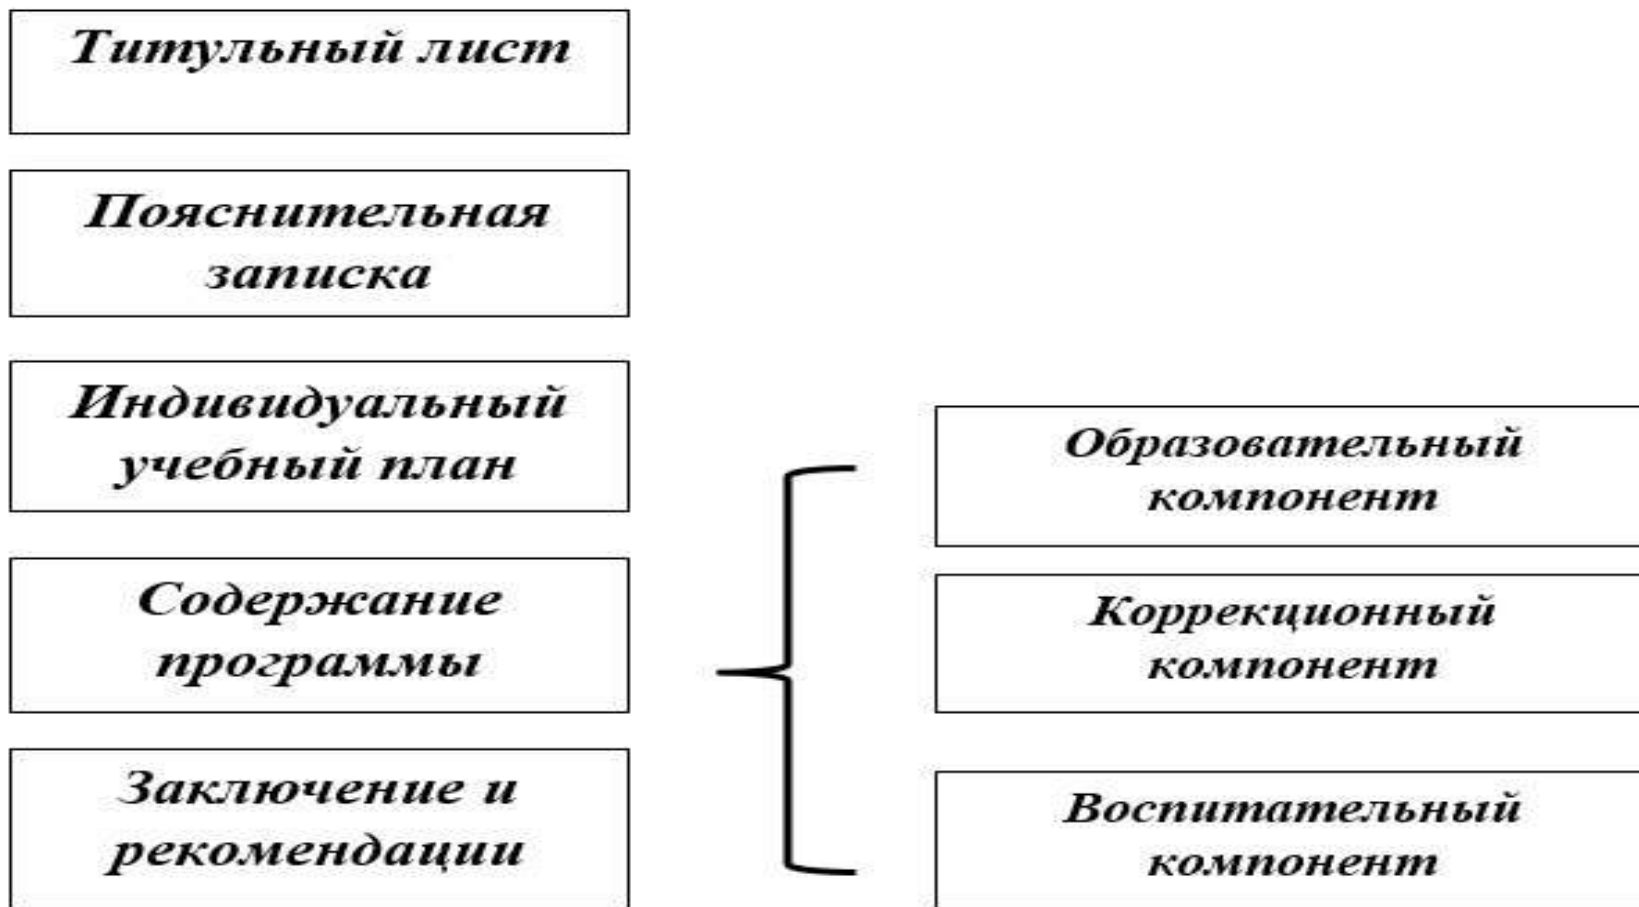 Титульный лист
Пояснительная
записка
Индивидуальный
учебный план
Содержание
программы
Заключение и
рекомендации
Образовательный
компонент
Коррекционный
компонент
Воспитательный
компонент